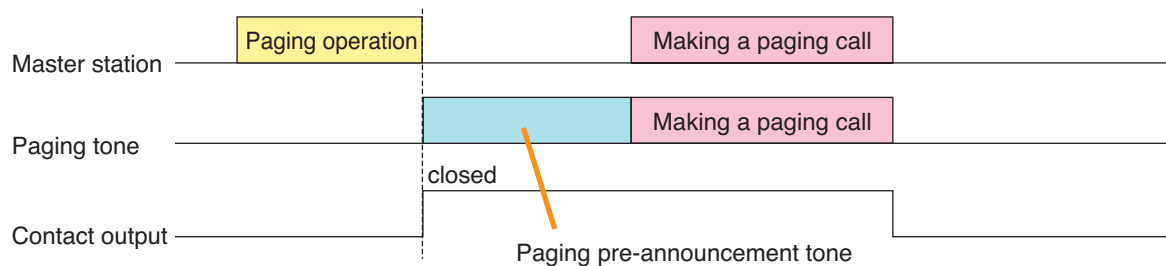 Master station
Paging operation
Making a paging call
Paging tone
Making a paging call
closed
Contact output
Paging pre-announcement tone